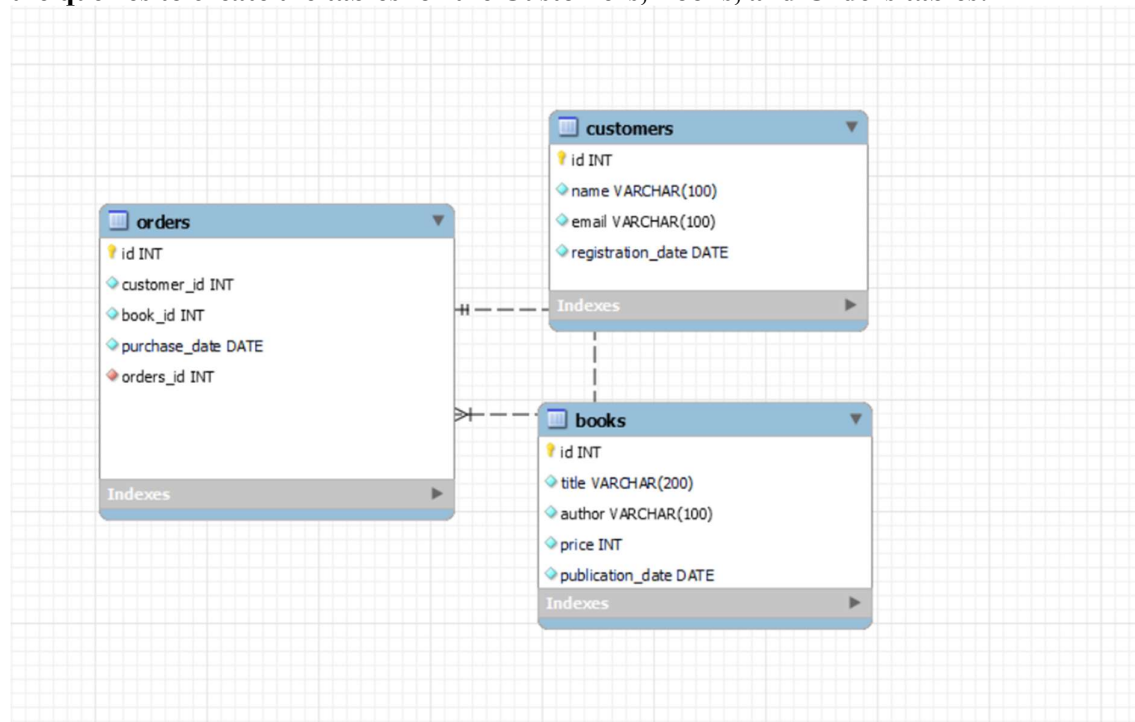 customers
id INT
name VARCHAR(100)
email VARCHAR(100)
registration_date DATE
Indexes
orders
id INT
customer_id INT
book_id INT
purchase_date DATE
orders_id INT
Indexes
books
id INT
title VARCHAR(200)
author VARCHAR(100)
price INT
publication_date DATE
Indexes